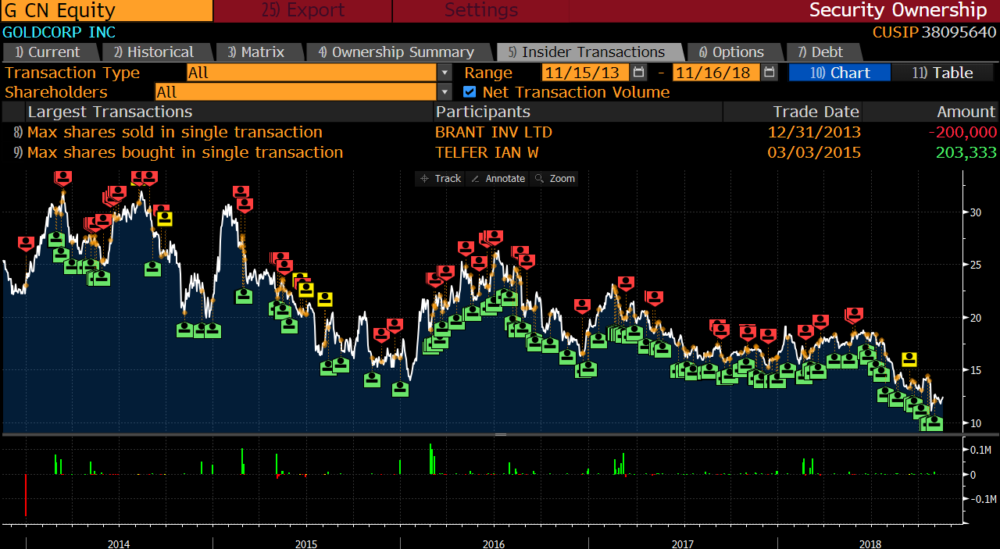 G CN Equity 25) Export Settings Security Ownership
GOLDCORP INC CUSIP 38095640
1) Current 2) Historical 3) Matrix 4) Ownership Summary 5) Insider Transactions 6) Options 7) Debt
Transaction Type All Range 11/15/13 - 11/16/18 10) Chart 11) Table
Shareholders All Net Transaction Volume
Largest Transactions Participants Trade Date Amount
8) Max shares sold in single transaction BRANT INV LTD 12/31/2013 -200,000
9) Max shares bought in single transaction TELFER IAN W 03/03/2015 203,333
Track Annotate Zoom
30
25
20
15
10
0.1M
0
-0.1M
2014 2015 2016 2017 2018